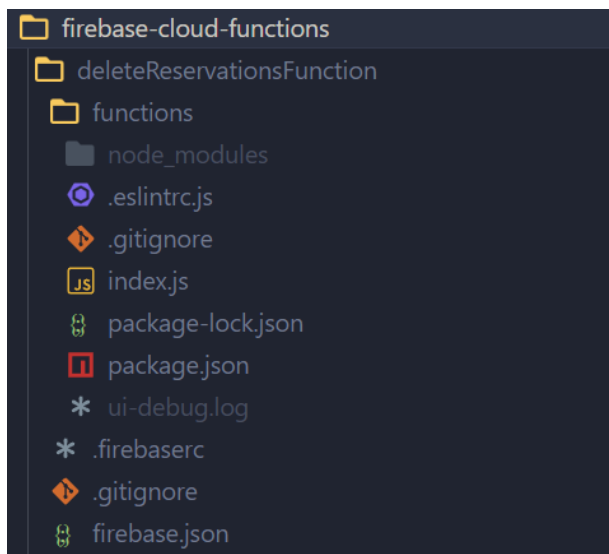 firebase-cloud-functions
deleteReservationsFunction
functions
node_modules
.eslintrc.js
.gitignore
JS index.js
package-lock.json
package.json
ui-debug.log
.firebaserc
.gitignore
firebase.json